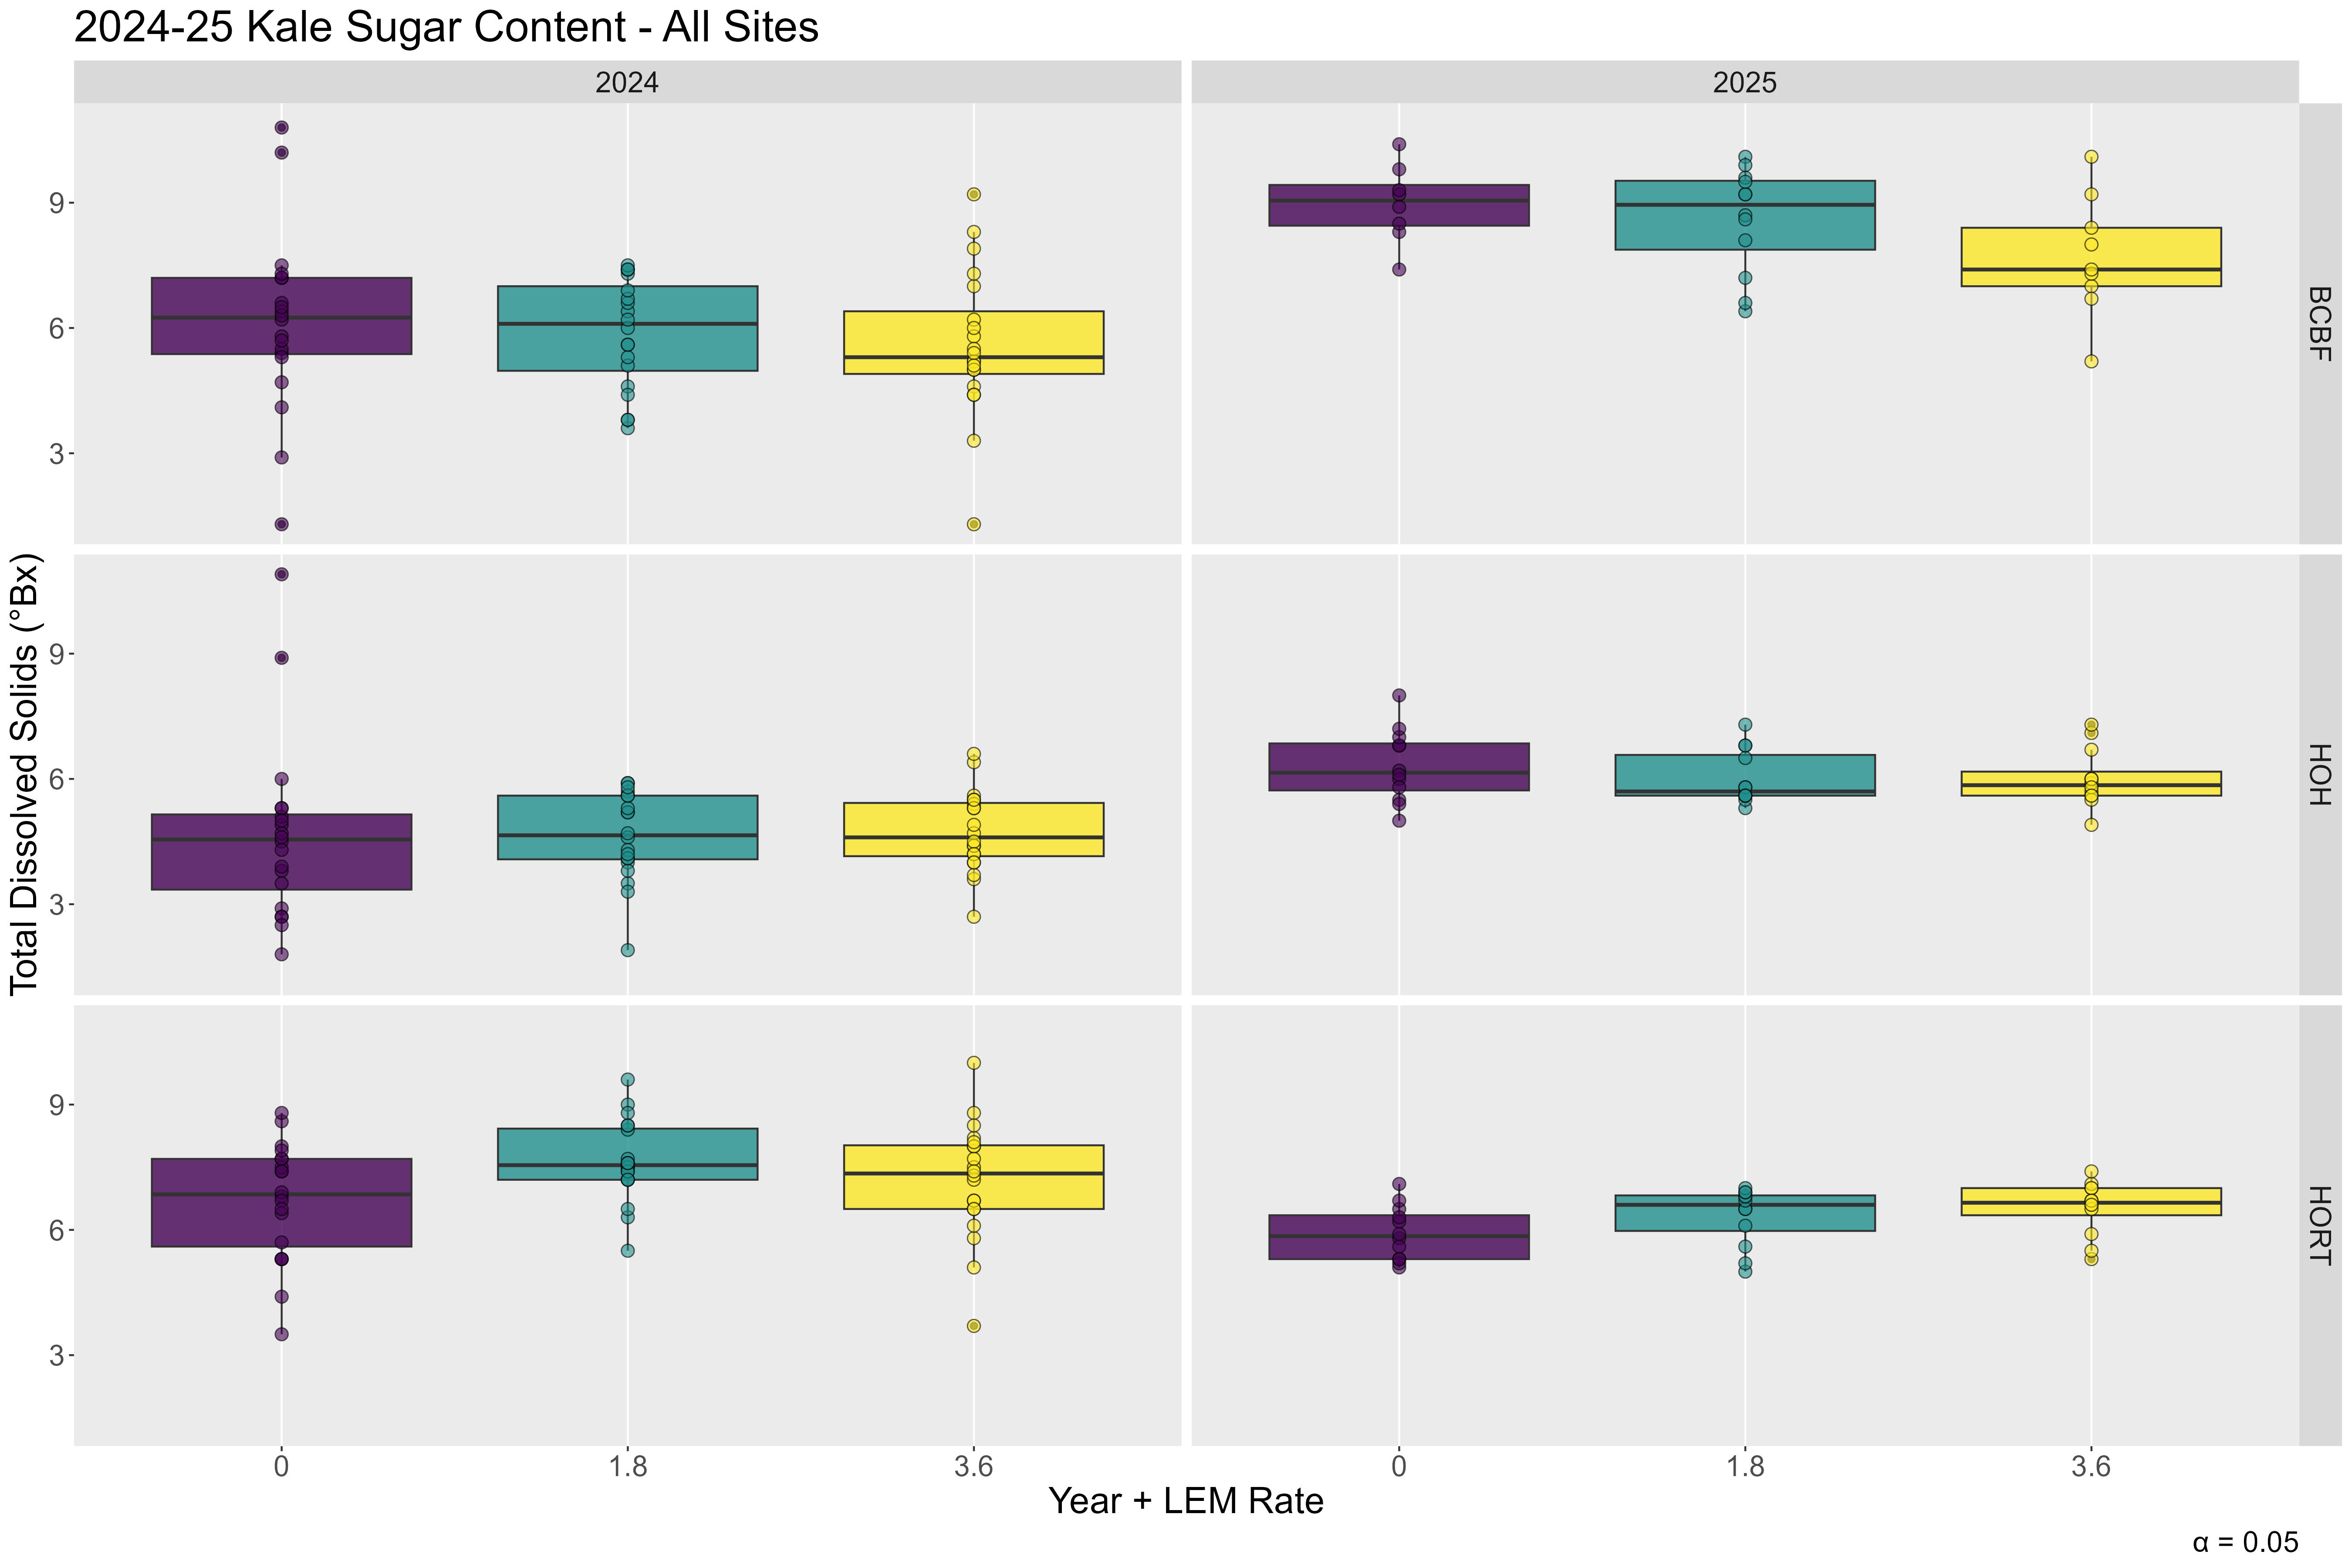 2024-25 Kale Sugar Content - All Sites
2024
2025
Total Dissolved Solids (°Bx)
9
6
3
BCBF
9
6
3
HOH
9
6
3
HORT
0
1.8
3.6
0
1.8
3.6
Year + LEM Rate
α = 0.05